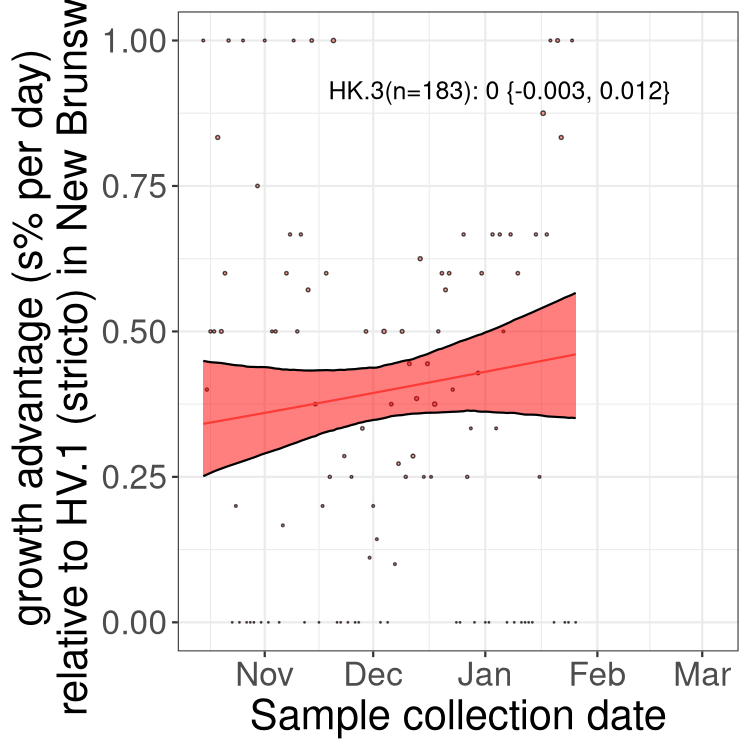 growth advantage (s% per day)
relative to HV.1 (stricto) in New Brunsw
1.00
0.75
0.50
0.25
0.00
HK.3(n=183): 0 {-0.003, 0.012}
Nov Dec Jan Feb Mar
Sample collection date